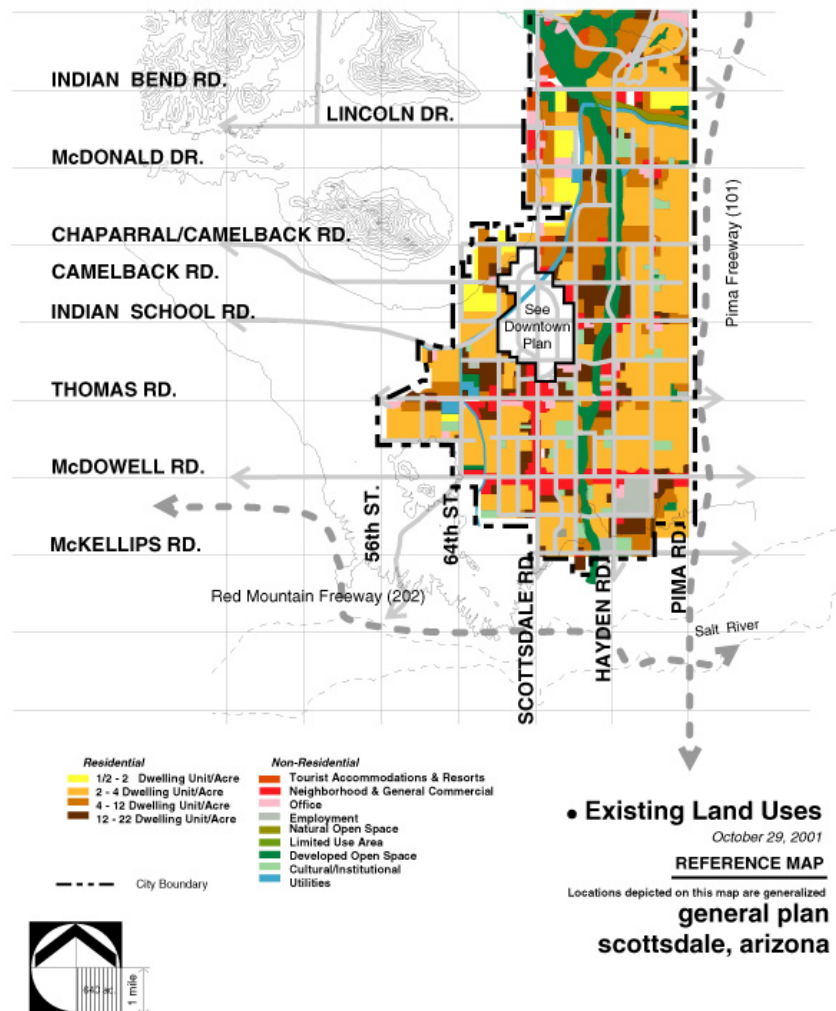 INDIAN BEND RD.
LINCOLN DR.
McDONALD DR.
Pima Freeway (101)
CHAPARRAL/CAMELBACK RD.
CAMELBACK RD.
INDIAN SCHOOL RD.
See
Downtown
Plan
THOMAS RD.
McDOWELL RD.
56th ST.
64th ST.
McKELLIPS RD.
SCOTTSDALE RD.
HAYDEN RD.
PIMA RD.
Red Mountain Freeway (202)
Salt River
Residential
1/2 - 2 Dwelling Unit/Acre
2 - 4 Dwelling Unit/Acre
4 - 12 Dwelling Unit/Acre
12 - 22 Dwelling Unit/Acre
City Boundary
Non-Residential
Tourist Accommodations & Resorts
Neighborhood & General Commercial
Office
Employment
Natural Open Space
Limited Use Area
Developed Open Space
Cultural/Institutional
Utilities
• Existing Land Uses
October 29, 2001
REFERENCE MAP
Locations depicted on this map are generalized
general plan
scottsdale, arizona
640 ac.
1 mile